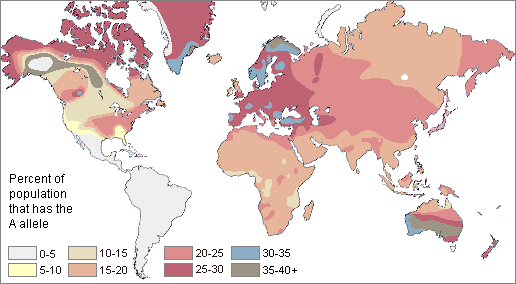 Percent of
population
that has the
A allele
0-5 10-15 20-25 30-35
5-10 15-20 25-30 35-40+